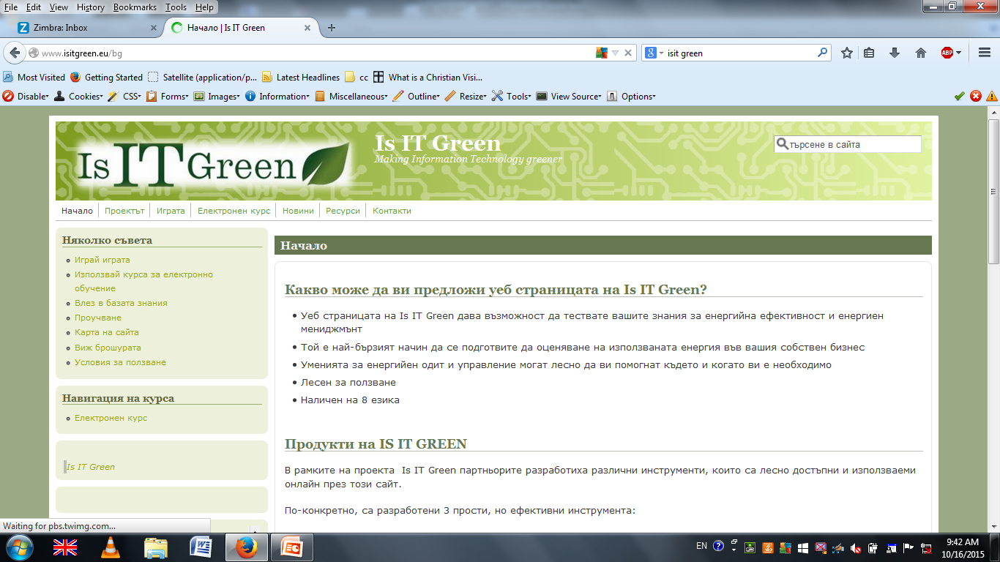 File Edit View History Bookmarks Tools Help
Zimbra: Inbox
Начало | Is IT Green
www.isitgreen.eu/bg
isit green
ABP
Most Visited Getting Started Satellite (application/p... Latest Headlines cc What is a Christian Visi...
Disable Cookies CSS Forms Images Information Miscellaneous Outline Resize Tools View Source Options
Is IT Green
Is IT Green
Making Information Technology greener
търсене в сайта
Начало Проектът Играта Електронен курс Новини Ресурси Контакти
Няколко съвета
Играй играта
Използвай курса за електронно
обучение
Влез в базата знания
Проучване
Карта на сайта
Виж брошурата
Условия за ползване
Навигация на курса
Електронен курс
Is IT Green
Начало
Какво може да ви предложи уеб страницата на Is IT Green?
Уеб страницата на Is IT Green дава възможност да тествате вашите знания за енергийна ефективност и енергиен
мениджмънт
Той е най-бързият начин да се подготвите да оценяване на използваната енергия във вашия собствен бизнес
Уменията за енергийен одит и управление могат лесно да ви помогнат където и когато ви е необходимо
Лесен за ползване
Наличен на 8 езика
Продукти на IS IT GREEN
В рамките на проекта Is IT Green партньорите разработиха различни инструменти, които са лесно достъпни и използваеми
онлайн през този сайт.
По-конкретно, са разработени 3 прости, но ефективни инструмента:
Waiting for pbs.twimg.com...
EN
9:42 AM
10/16/2015